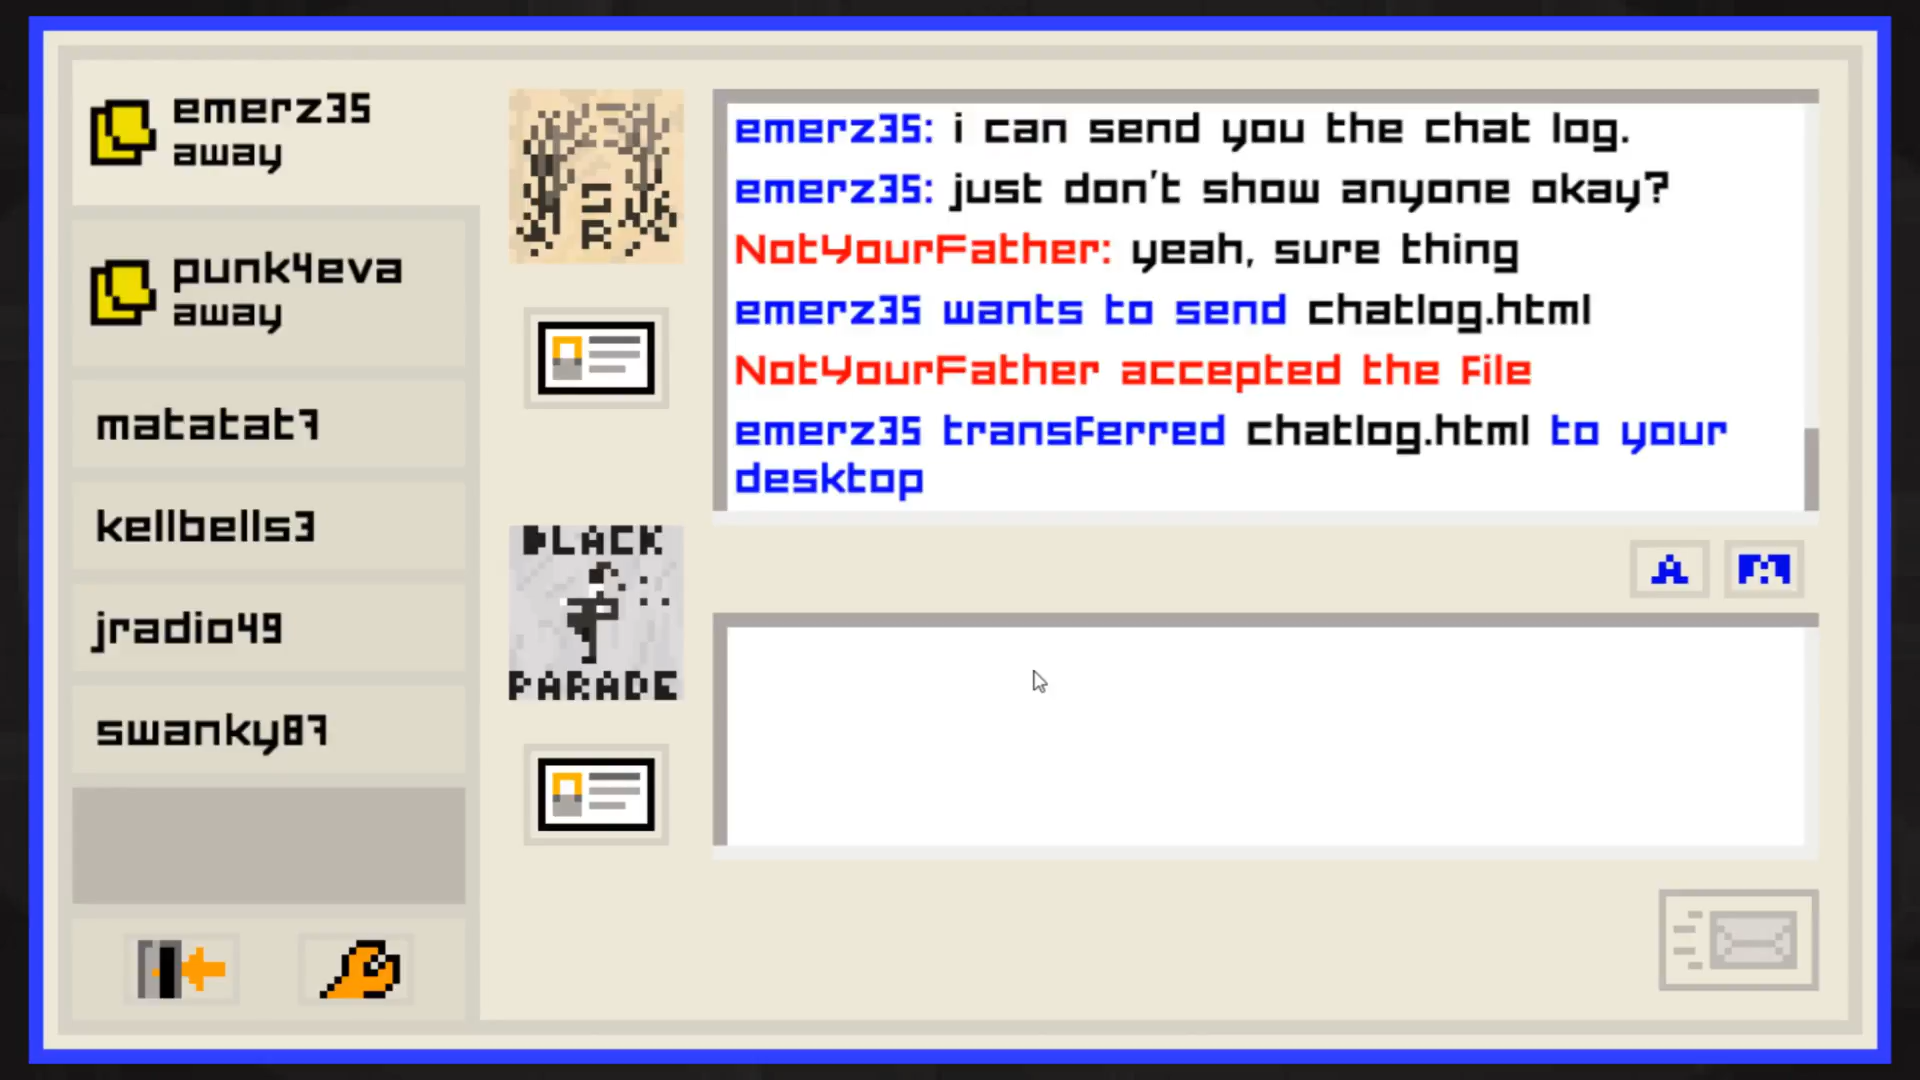 emerz35
away
punk4eva
away
matatat7
kellbells3
jradio49
swanky87
emerz35: i can send you the chat log.
emerz35: just don't show anyone okay?
NotYourFather: yeah, sure thing
emerz35 wants to send chatlog.html
NotYourFather accepted the file
emerz35 transferred chatlog.html to your
desktop
BLACK
PARADE
A